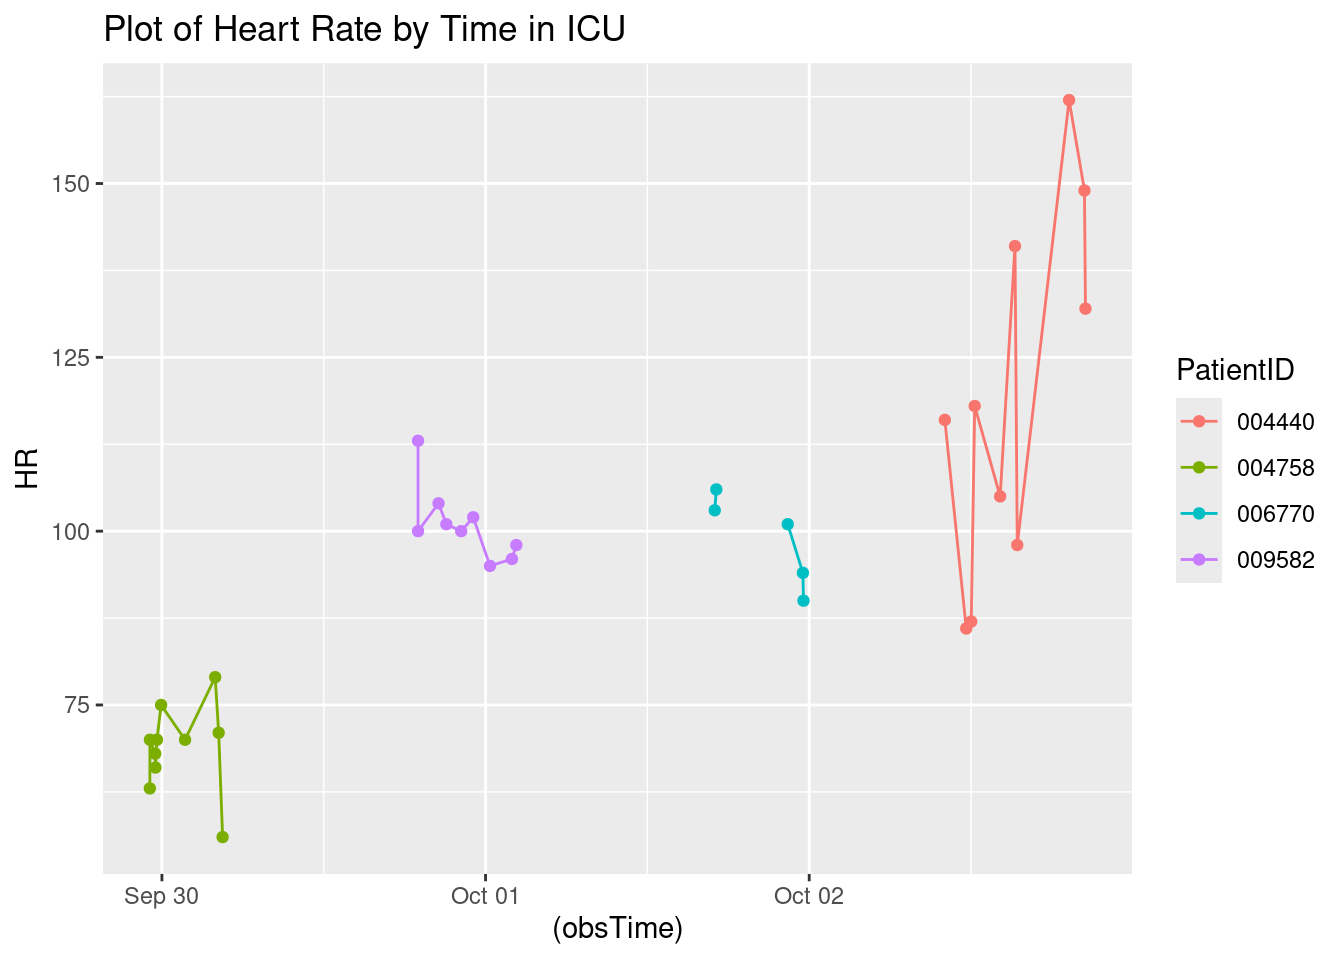 Plot of Heart Rate by Time in ICU
150
125
100
75
HR
Sep 30
Oct 01
Oct 02
(obsTime)
PatientID
004440
004758
006770
009582